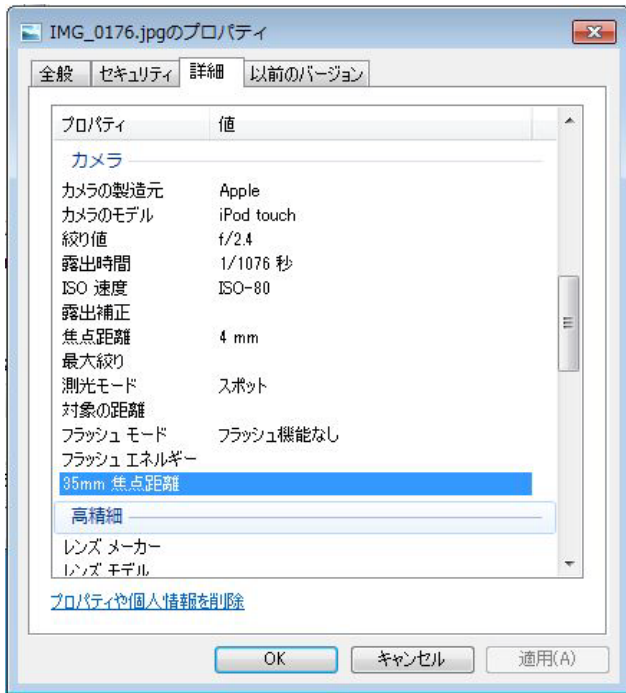 IMG_0176.jpgのプロパティ
全般 セキュリティ 詳細 以前のバージョン
プロパティ 値
カメラ
カメラの製造元 Apple
カメラのモデル iPod touch
絞り値 f/2.4
露出時間 1/1076 秒
ISO 速度 ISO-80
露出補正
焦点距離 4 mm
最大絞り
測光モード スポット
対象の距離
フラッシュ モード フラッシュ機能なし
フラッシュ エネルギー
35mm 焦点距離
高精細
レンズ メーカー
レンズ モデル
プロパティや個人情報を削除
OK キャンセル 適用(A)